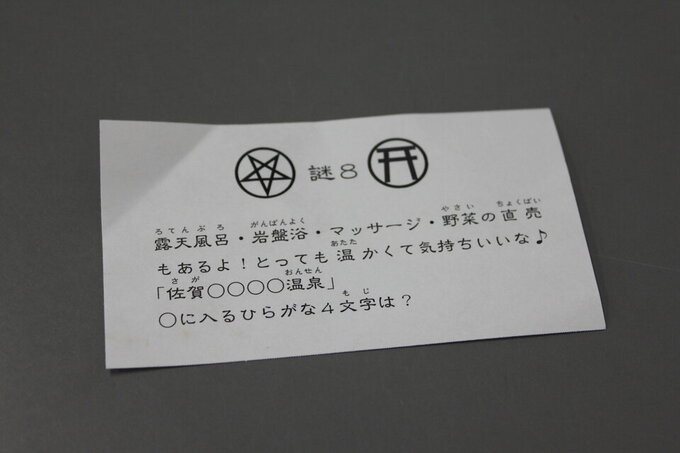 謎8
露天風呂・岩盤浴・マッサージ・野菜の直売
もあるよ！とっても温かくて気持ちいいな♪
「佐賀○○○○温泉」
○に入るひらがな4文字は？